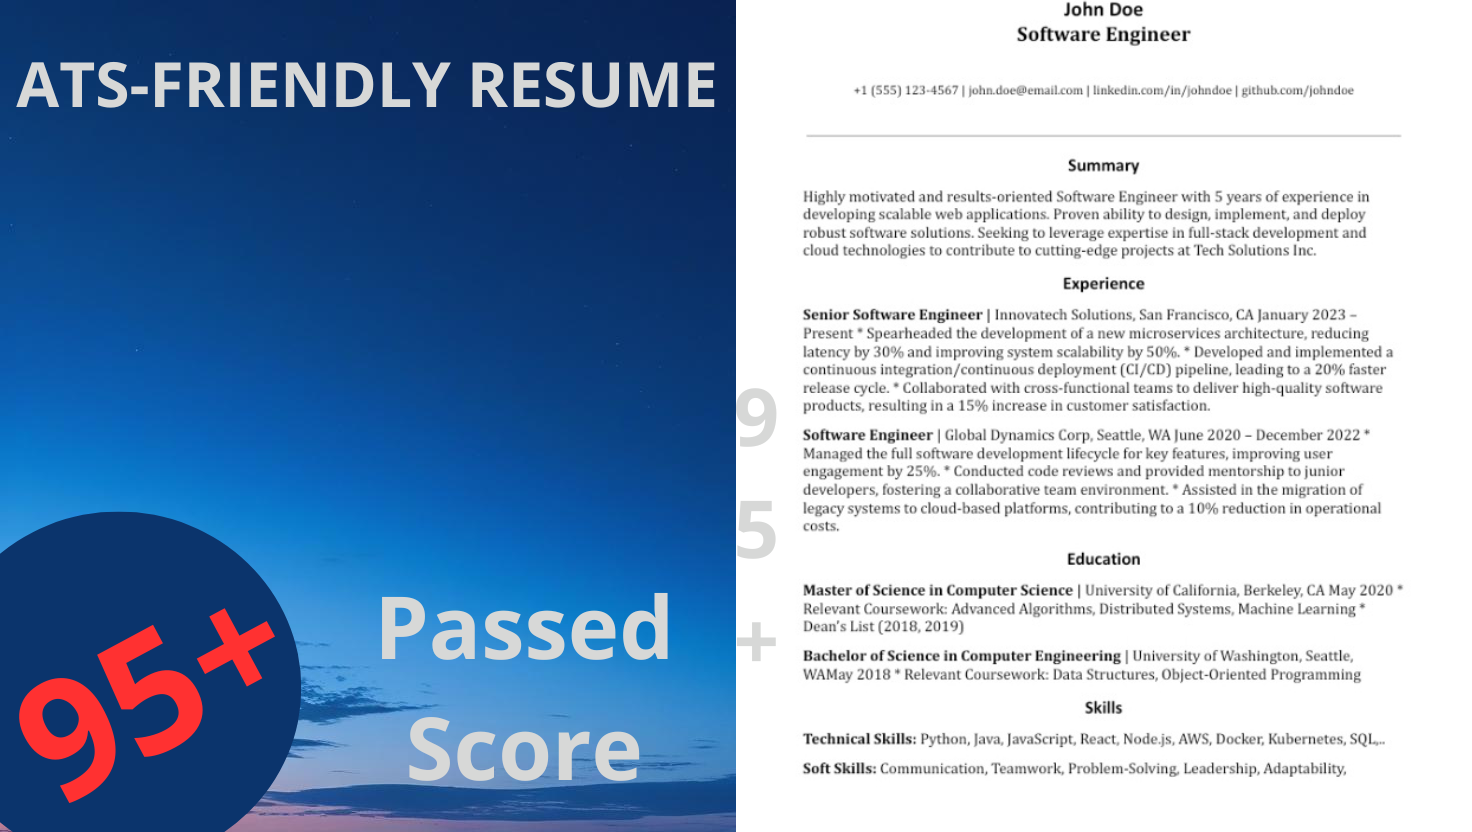 ATS-FRIENDLY RESUME
95+
Passed
Score
9
5
+
John Doe
Software Engineer
+1 (555) 123-4567 | john.doe@email.com | linkedin.com/in/johndoe | github.com/johndoe
Summary
Highly motivated and results-oriented Software Engineer with 5 years of experience in
developing scalable web applications. Proven ability to design, implement, and deploy
robust software solutions. Seeking to leverage expertise in full-stack development and
cloud technologies to contribute to cutting-edge projects at Tech Solutions Inc.
Experience
Senior Software Engineer | Innovatech Solutions, San Francisco, CA January 2023 –
Present * Spearheaded the development of a new microservices architecture, reducing
latency by 30% and improving system scalability by 50%. * Developed and implemented a
continuous integration/continuous deployment (CI/CD) pipeline, leading to a 20% faster
release cycle. * Collaborated with cross-functional teams to deliver high-quality software
products, resulting in a 15% increase in customer satisfaction.
Software Engineer | Global Dynamics Corp, Seattle, WA June 2020 – December 2022 *
Managed the full software development lifecycle for key features, improving user
engagement by 25%. * Conducted code reviews and provided mentorship to junior
developers, fostering a collaborative team environment. * Assisted in the migration of
legacy systems to cloud-based platforms, contributing to a 10% reduction in operational
costs.
Education
Master of Science in Computer Science | University of California, Berkeley, CA May 2020 *
Relevant Coursework: Advanced Algorithms, Distributed Systems, Machine Learning *
Dean's List (2018, 2019)
Bachelor of Science in Computer Engineering | University of Washington, Seattle,
WAMay 2018 * Relevant Coursework: Data Structures, Object-Oriented Programming
Skills
Technical Skills: Python, Java, JavaScript, React, Node.js, AWS, Docker, Kubernetes, SQL,..
Soft Skills: Communication, Teamwork, Problem-Solving, Leadership, Adaptability,